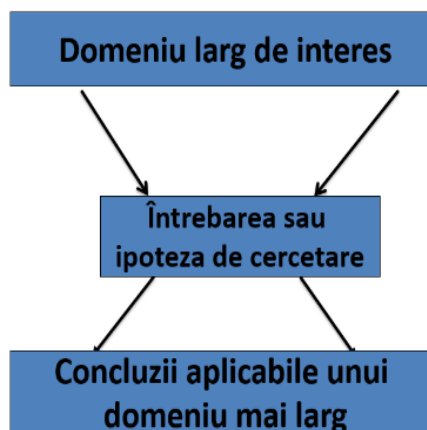 Domeniu larg de interes
Întrebarea sau
ipoteza de cercetare
Concluzii aplicabile unui
domeniu mai larg